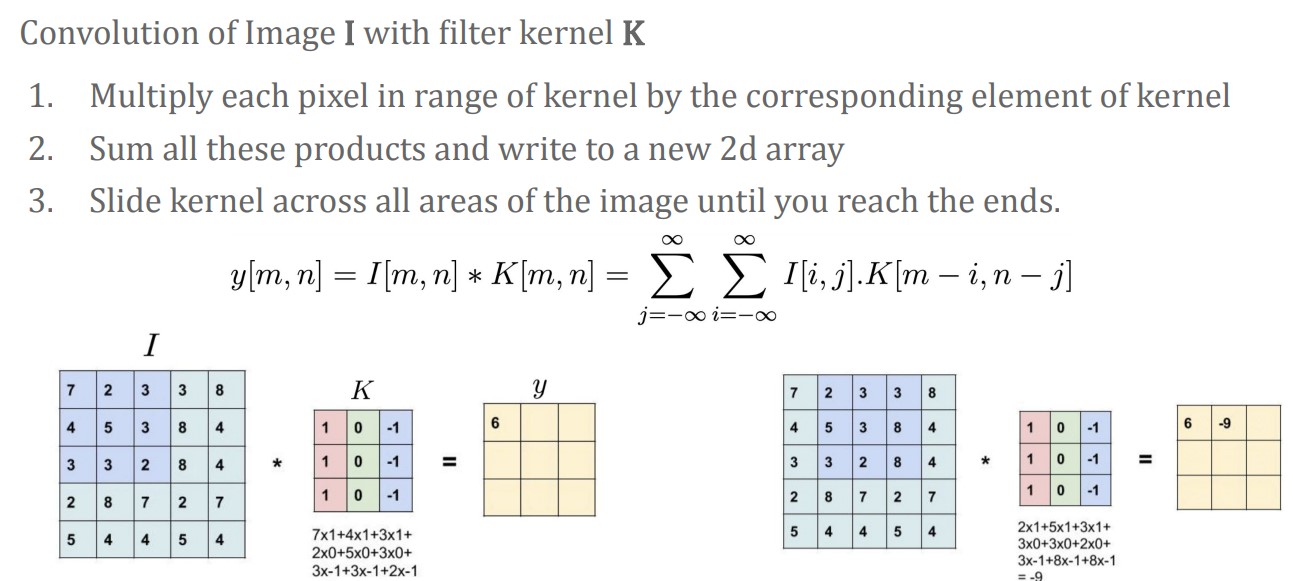 Convolution of Image I with filter kernel K
1. Multiply each pixel in range of kernel by the corresponding element of kernel
2. Sum all these products and write to a new 2d array
3. Slide kernel across all areas of the image until you reach the ends.
y[m, n] = I[m, n] ∗ K[m, n] = ∑_{j=−∞}^{∞} ∑_{i=−∞}^{∞} I[i, j].K[m − i, n − j]
I
7 2 3 3 8
4 5 3 8 4
3 3 2 8 4
2 8 7 2 7
5 4 4 5 4
*
K
1 0 -1
1 0 -1
1 0 -1
7x1+4x1+3x1+
2x0+5x0+3x0+
3x-1+3x-1+2x-1
=
y
6
7 2 3 3 8
4 5 3 8 4
3 3 2 8 4
2 8 7 2 7
5 4 4 5 4
*
1 0 -1
1 0 -1
1 0 -1
2x1+5x1+3x1+
3x0+3x0+2x0+
3x-1+8x-1+8x-1
= -9
=
6 -9